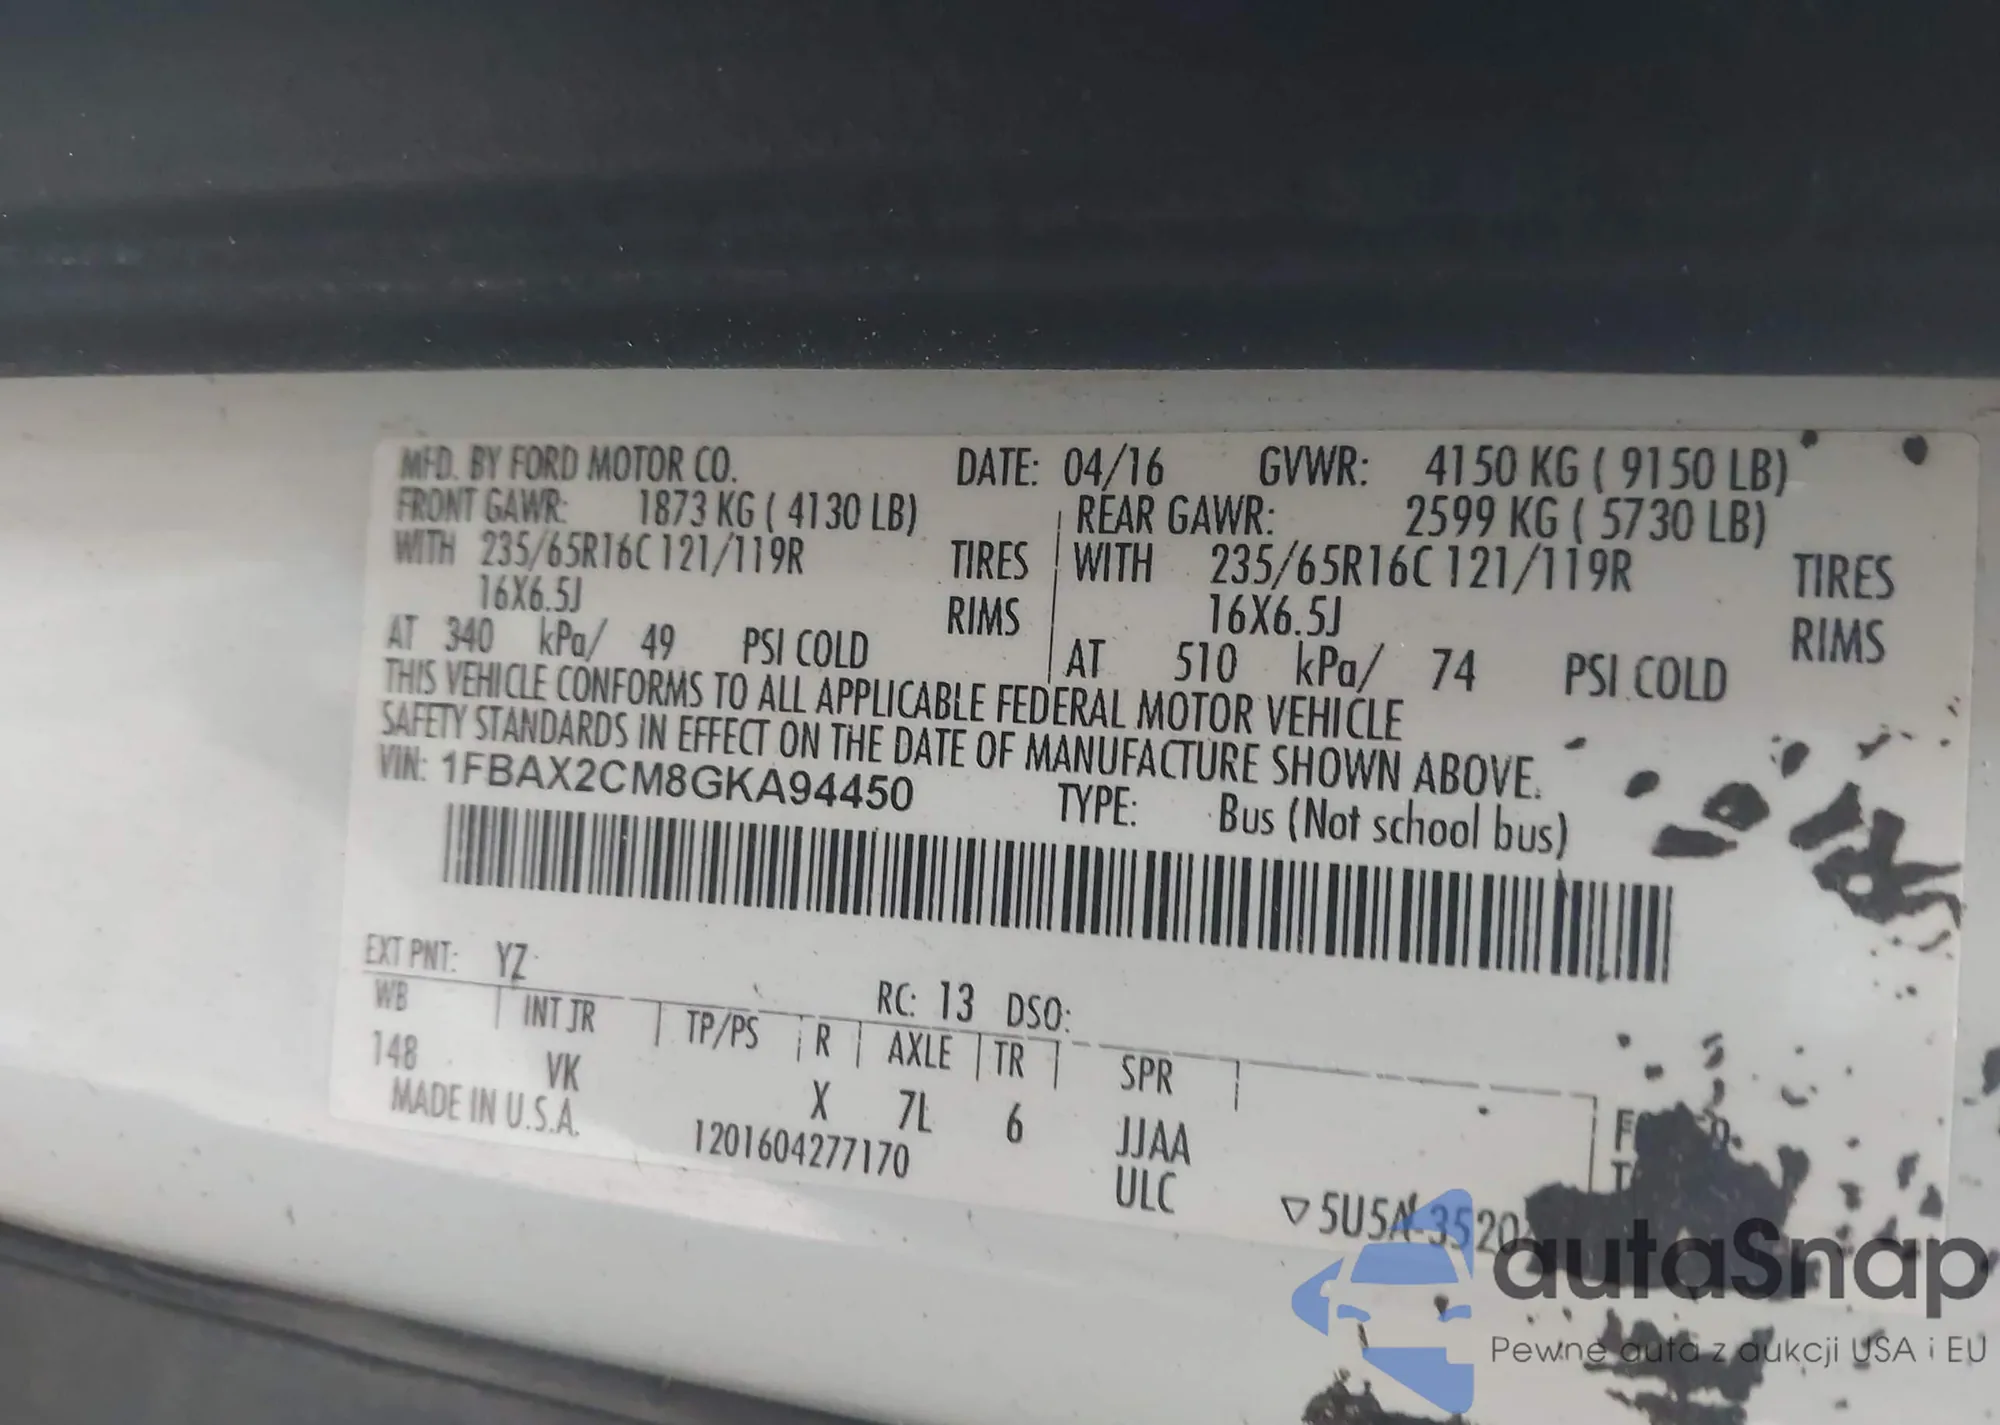 MFD. BY FORD MOTOR CO. DATE: 04/16 GVWR: 4150 KG ( 9150 LB)
FRONT GAWR: 1873 KG ( 4130 LB) REAR GAWR: 2599 KG ( 5730 LB)
WITH 235/65R16C 121/119R TIRES WITH 235/65R16C 121/119R TIRES
16X6.5J RIMS 16X6.5J RIMS
AT 340 kPa/ 49 PSI COLD AT 510 kPa/ 74 PSI COLD
THIS VEHICLE CONFORMS TO ALL APPLICABLE FEDERAL MOTOR VEHICLE
SAFETY STANDARDS IN EFFECT ON THE DATE OF MANUFACTURE SHOWN ABOVE.
VIN: 1FBAX2CM8GKA94450 TYPE: Bus (Not school bus)
EXT PNT: YZ RC: 13 DSO:
WB INT JR TP/PS R AXLE TR SPR
148 VK X 7L 6 JJAA
MADE IN U.S.A. 1201604277170 ULC
autaSnap
Pewne auta z aukcji USA i EU